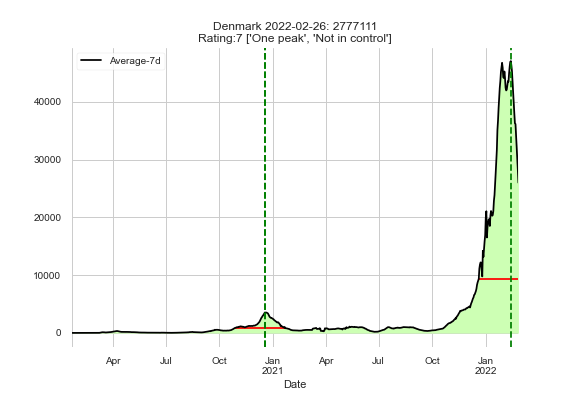 Denmark 2022-02-26: 2777111
Rating:7 ['One peak', 'Not in control']
Average-7d
40000
30000
20000
10000
0
Apr Jul Oct Jan Apr Jul Oct Jan
2021 2022
Date